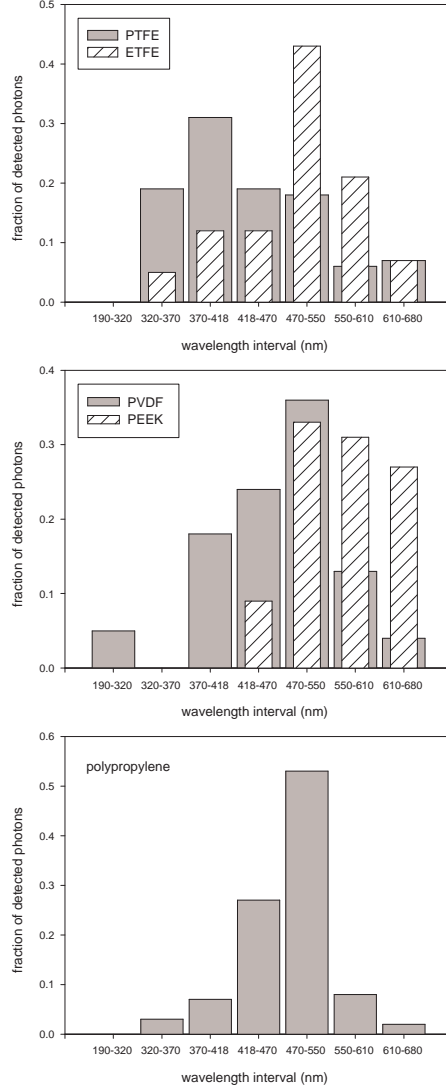 0.5
PTFE
ETFE
0.4
0.3
0.2
0.1
0.0
fraction of detected photons
190-320 320-370 370-418 418-470 470-550 550-610 610-680
wavelength interval (nm)
0.4
PVDF
PEEK
0.3
0.2
0.1
0.0
fraction of detected photons
190-320 320-370 370-418 418-470 470-550 550-610 610-680
wavelength interval (nm)
0.6
polypropylene
0.5
0.4
0.3
0.2
0.1
0.0
fraction of detected photons
190-320 320-370 370-418 418-470 470-550 550-610 610-680
wavelength interval (nm)